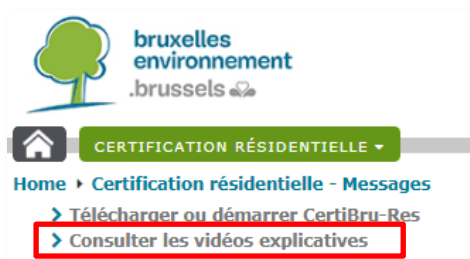 bruxelles
environnement
.brussels
CERTIFICATION RÉSIDENTIELLE
Home Certification résidentielle - Messages
Télécharger ou démarrer CertiBru-Res
Consulter les vidéos explicatives